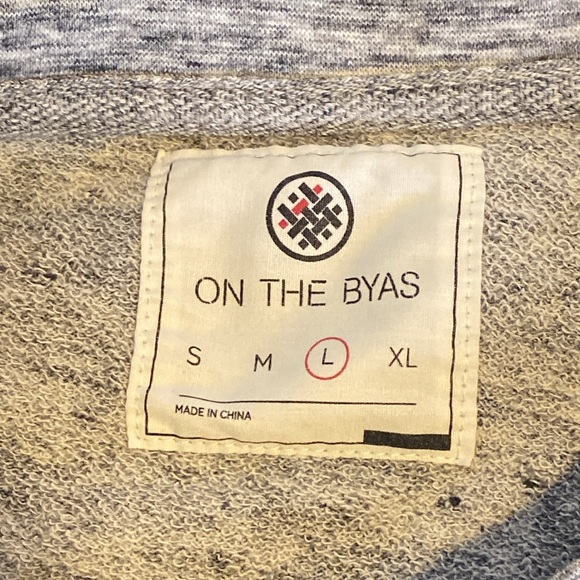 ON THE BYAS
S M L XL
MADE IN CHINA